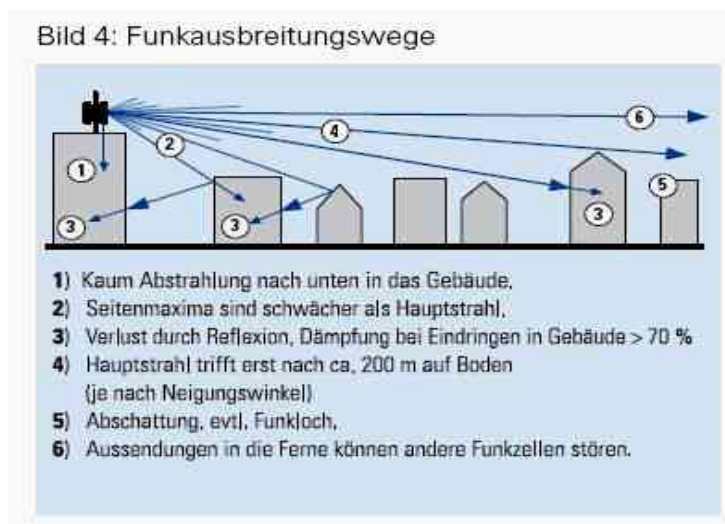 Bild 4: Funkausbreitungswege
6
4
2
1
5
3
3
3
1) Kaum Abstrahlung nach unten in das Gebäude,
2) Seitenmaxima sind schwächer als Hauptstrahl,
3) Verlust durch Reflexion, Dämpfung bei Eindringen in Gebäude > 70 %
4) Hauptstrahl trifft erst nach ca, 200 m auf Boden
(je nach Neigungswinkel)
5) Abschattung, evtl, Funkloch,
6) Aussendungen in die Ferne können andere Funkzellen stören.